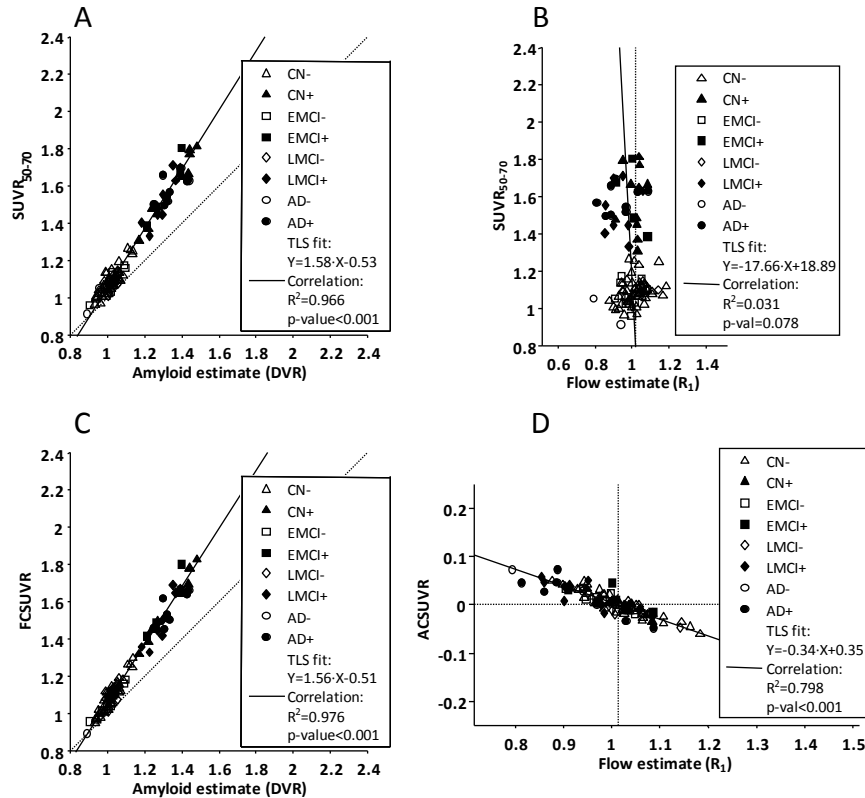 A
SUVR50-70
2.4
2.2
2
1.8
1.6
1.4
1.2
1
0.8
0.8 1 1.2 1.4 1.6 1.8 2 2.2 2.4
Amyloid estimate (DVR)
CN-
CN+
EMCI-
EMCI+
LMCI-
LMCI+
AD-
AD+
TLS fit:
Y=1.58·X-0.53
Correlation:
R2=0.966
p-value<0.001
B
SUVR50-70
2.4
2.2
2
1.8
1.6
1.4
1.2
1
0.8
0.6 0.8 1 1.2 1.4
Flow estimate (R1)
CN-
CN+
EMCI-
EMCI+
LMCI-
LMCI+
AD-
AD+
TLS fit:
Y=-17.66·X+18.89
Correlation:
R2=0.031
p-val=0.078
C
FCSUVR
2.4
2.2
2
1.8
1.6
1.4
1.2
1
0.8
0.8 1 1.2 1.4 1.6 1.8 2 2.2 2.4
Amyloid estimate (DVR)
CN-
CN+
EMCI-
EMCI+
LMCI-
LMCI+
AD-
AD+
TLS fit:
Y=1.56·X-0.51
Correlation:
R2=0.976
p-value<0.001
D
ACSUVR
0.2
0.1
0
-0.1
-0.2
0.8 0.9 1 1.1 1.2 1.3 1.4 1.5
Flow estimate (R1)
CN-
CN+
EMCI-
EMCI+
LMCI-
LMCI+
AD-
AD+
TLS fit:
Y=-0.34·X+0.35
Correlation:
R2=0.798
p-val<0.001